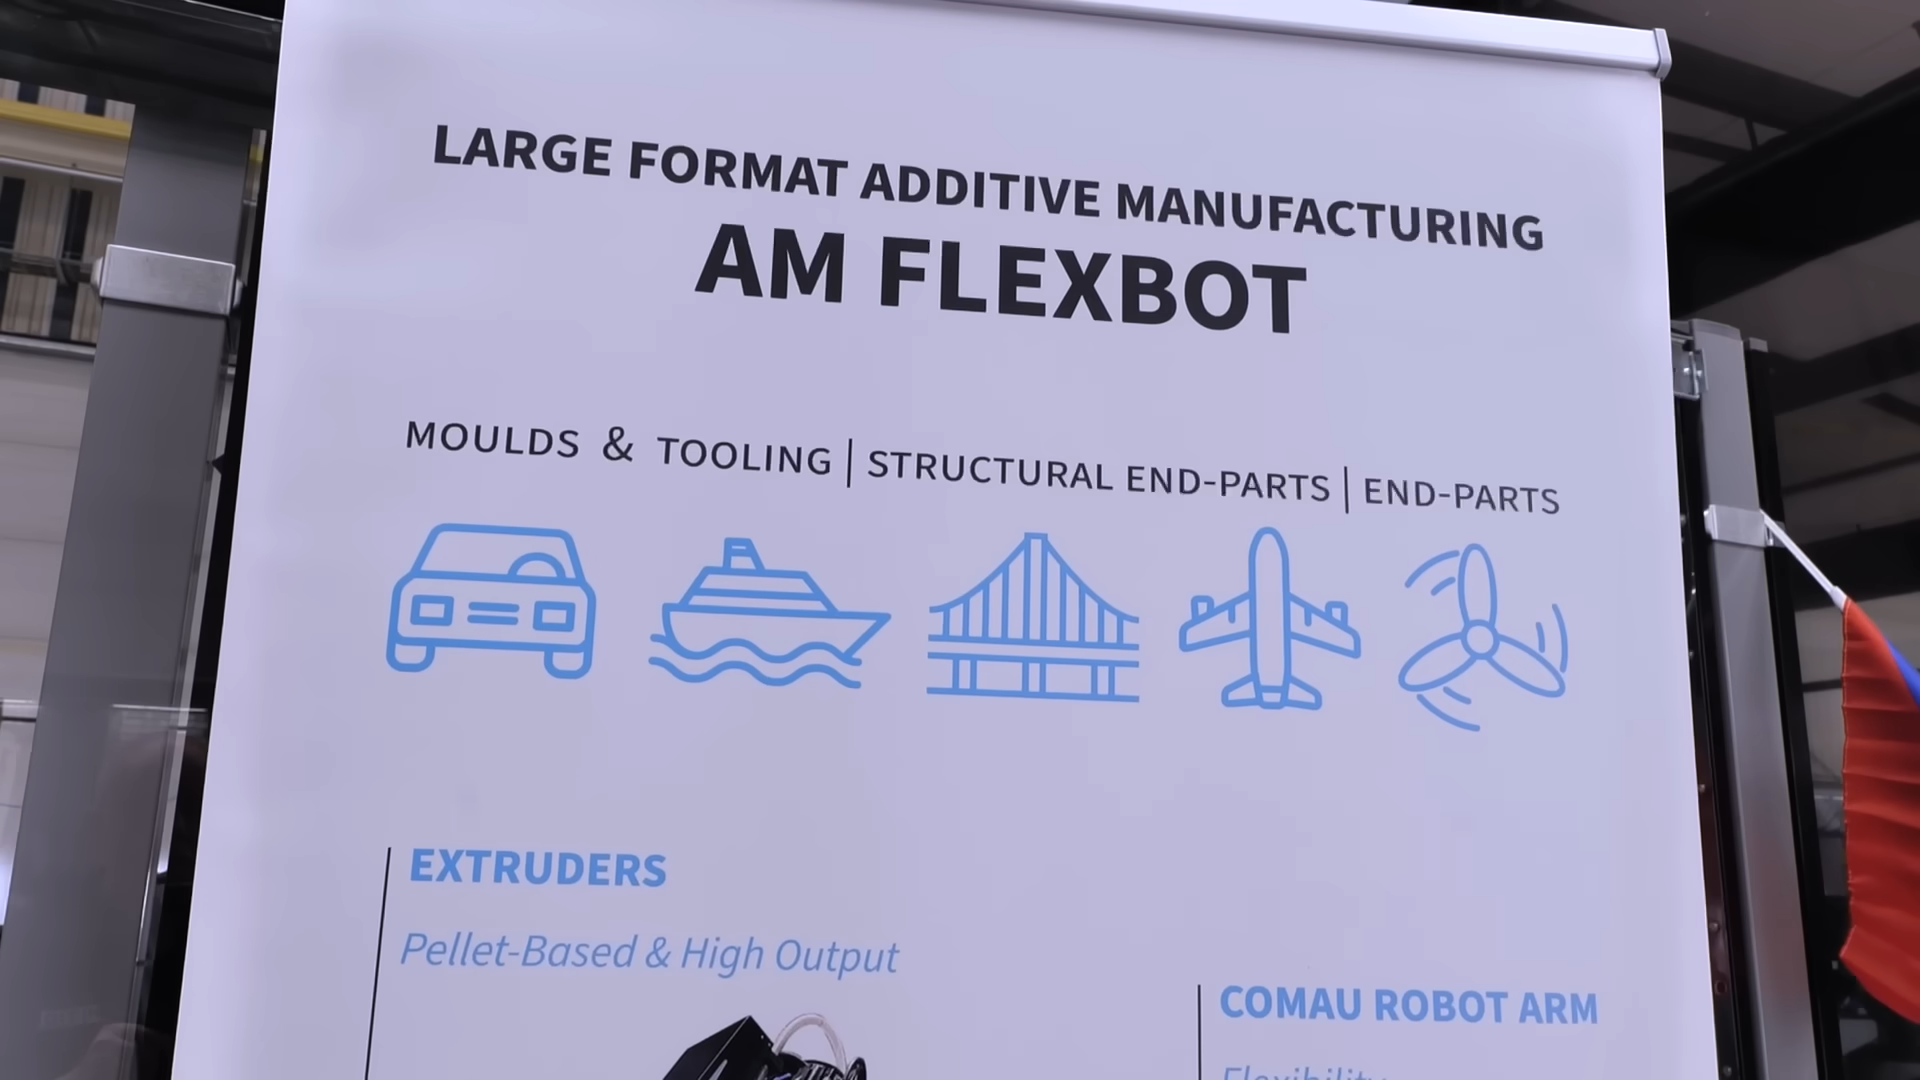 LARGE FORMAT ADDITIVE MANUFACTURING
AM FLEXBOT
MOULDS & TOOLING | STRUCTURAL END-PARTS | END-PARTS
EXTRUDERS
Pellet-Based & High Output
COMAU ROBOT ARM
Flexibility